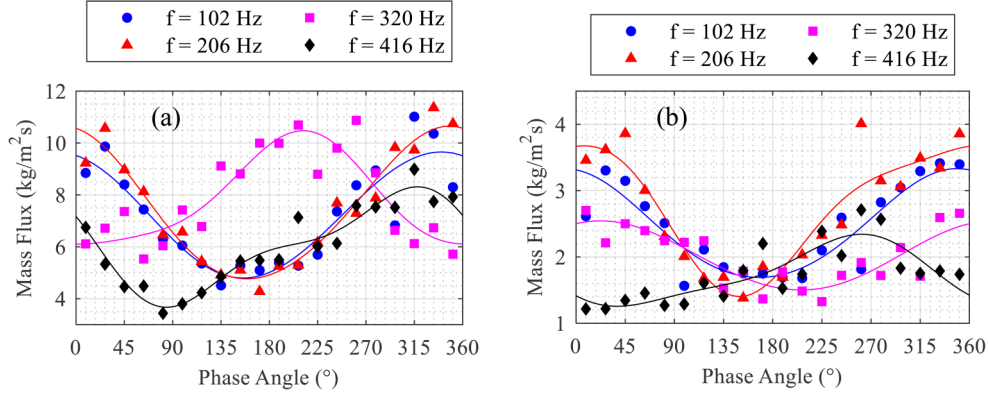 f = 102 Hz f = 320 Hz
f = 206 Hz f = 416 Hz
(a)
Mass Flux (kg/m²s)
12
10
8
6
4
0 45 90 135 180 225 270 315 360
Phase Angle (°)
f = 102 Hz f = 320 Hz
f = 206 Hz f = 416 Hz
(b)
Mass Flux (kg/m²s)
4
3
2
1
0 45 90 135 180 225 270 315 360
Phase Angle (°)